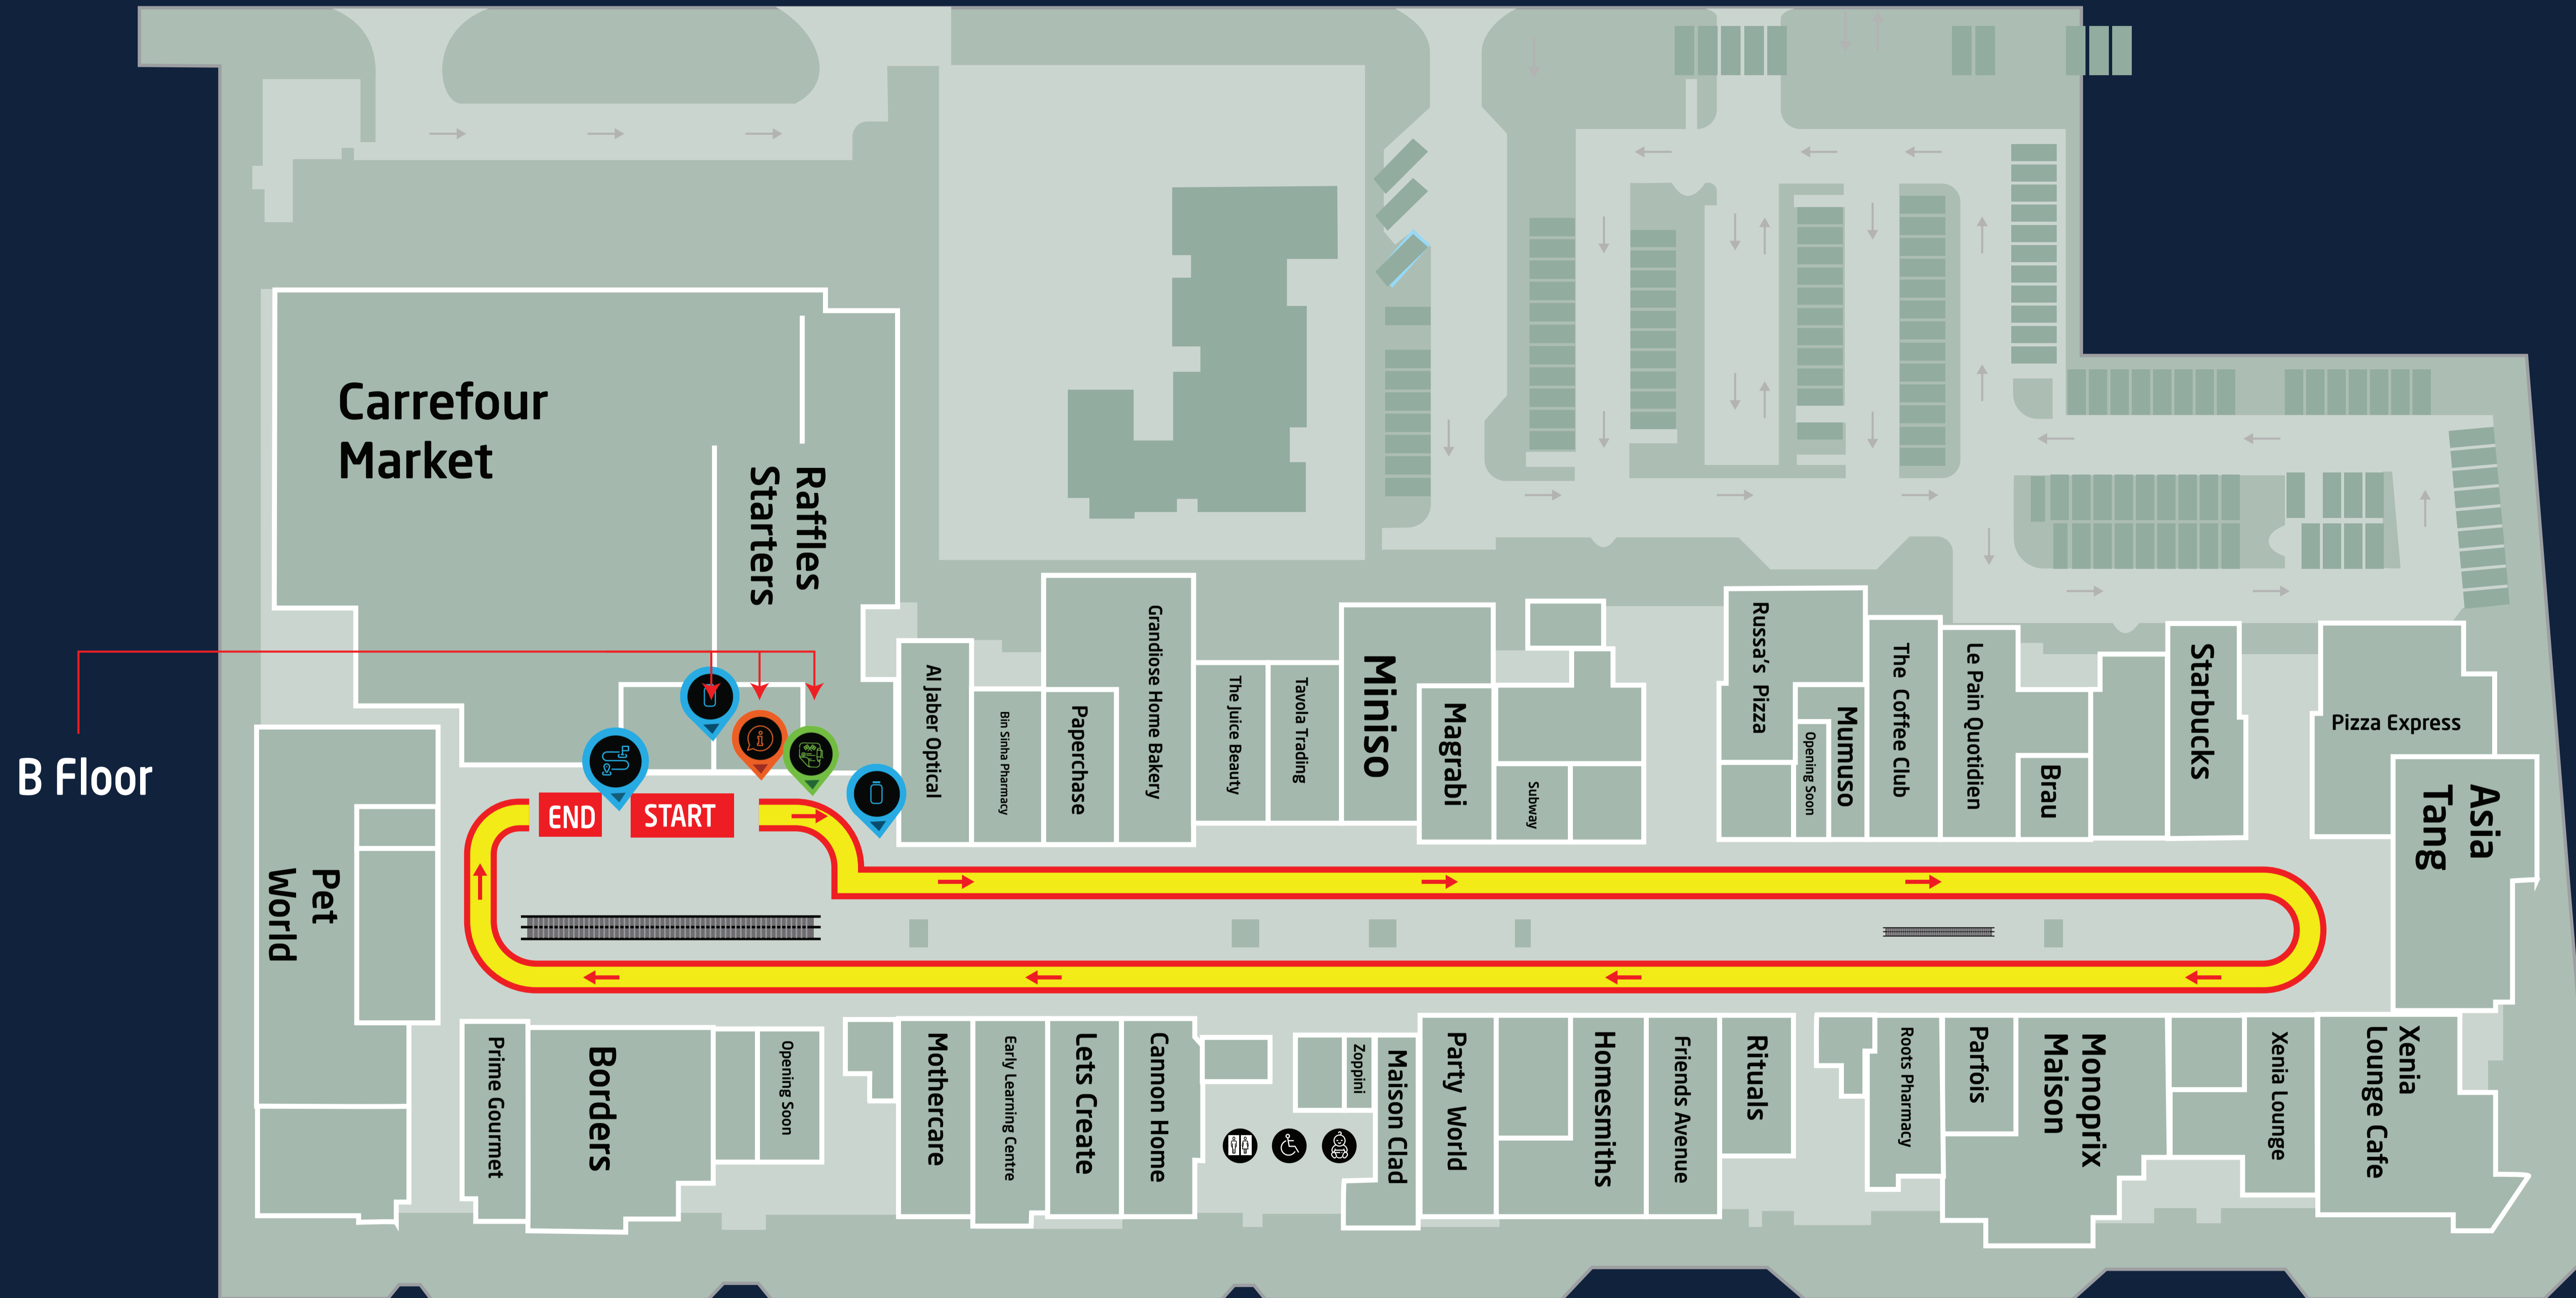 Carrefour
Market
Raffles
Starters
B Floor
END
START
Al Jaber Optical
Bin Sinha Pharmacy
Paperchase
Grandiose Home Bakery
The Juice Beauty
Tavola Trading
Miniso
Magrabi
Subway
Russa's Pizza
Opening Soon
Mumuso
The Coffee Club
Le Pain Quotidien
Brau
Starbucks
Pizza Express
Asia
Tang
Pet
World
Prime Gourmet
Borders
Opening Soon
Mothercare
Early Learning Centre
Lets Create
Cannon Home
Zoppini
Maison Clad
Party World
Homesmiths
Friends Avenue
Rituals
Roots Pharmacy
Parfois
Monoprix
Maison
Xenia Lounge
Xenia
Lounge Cafe